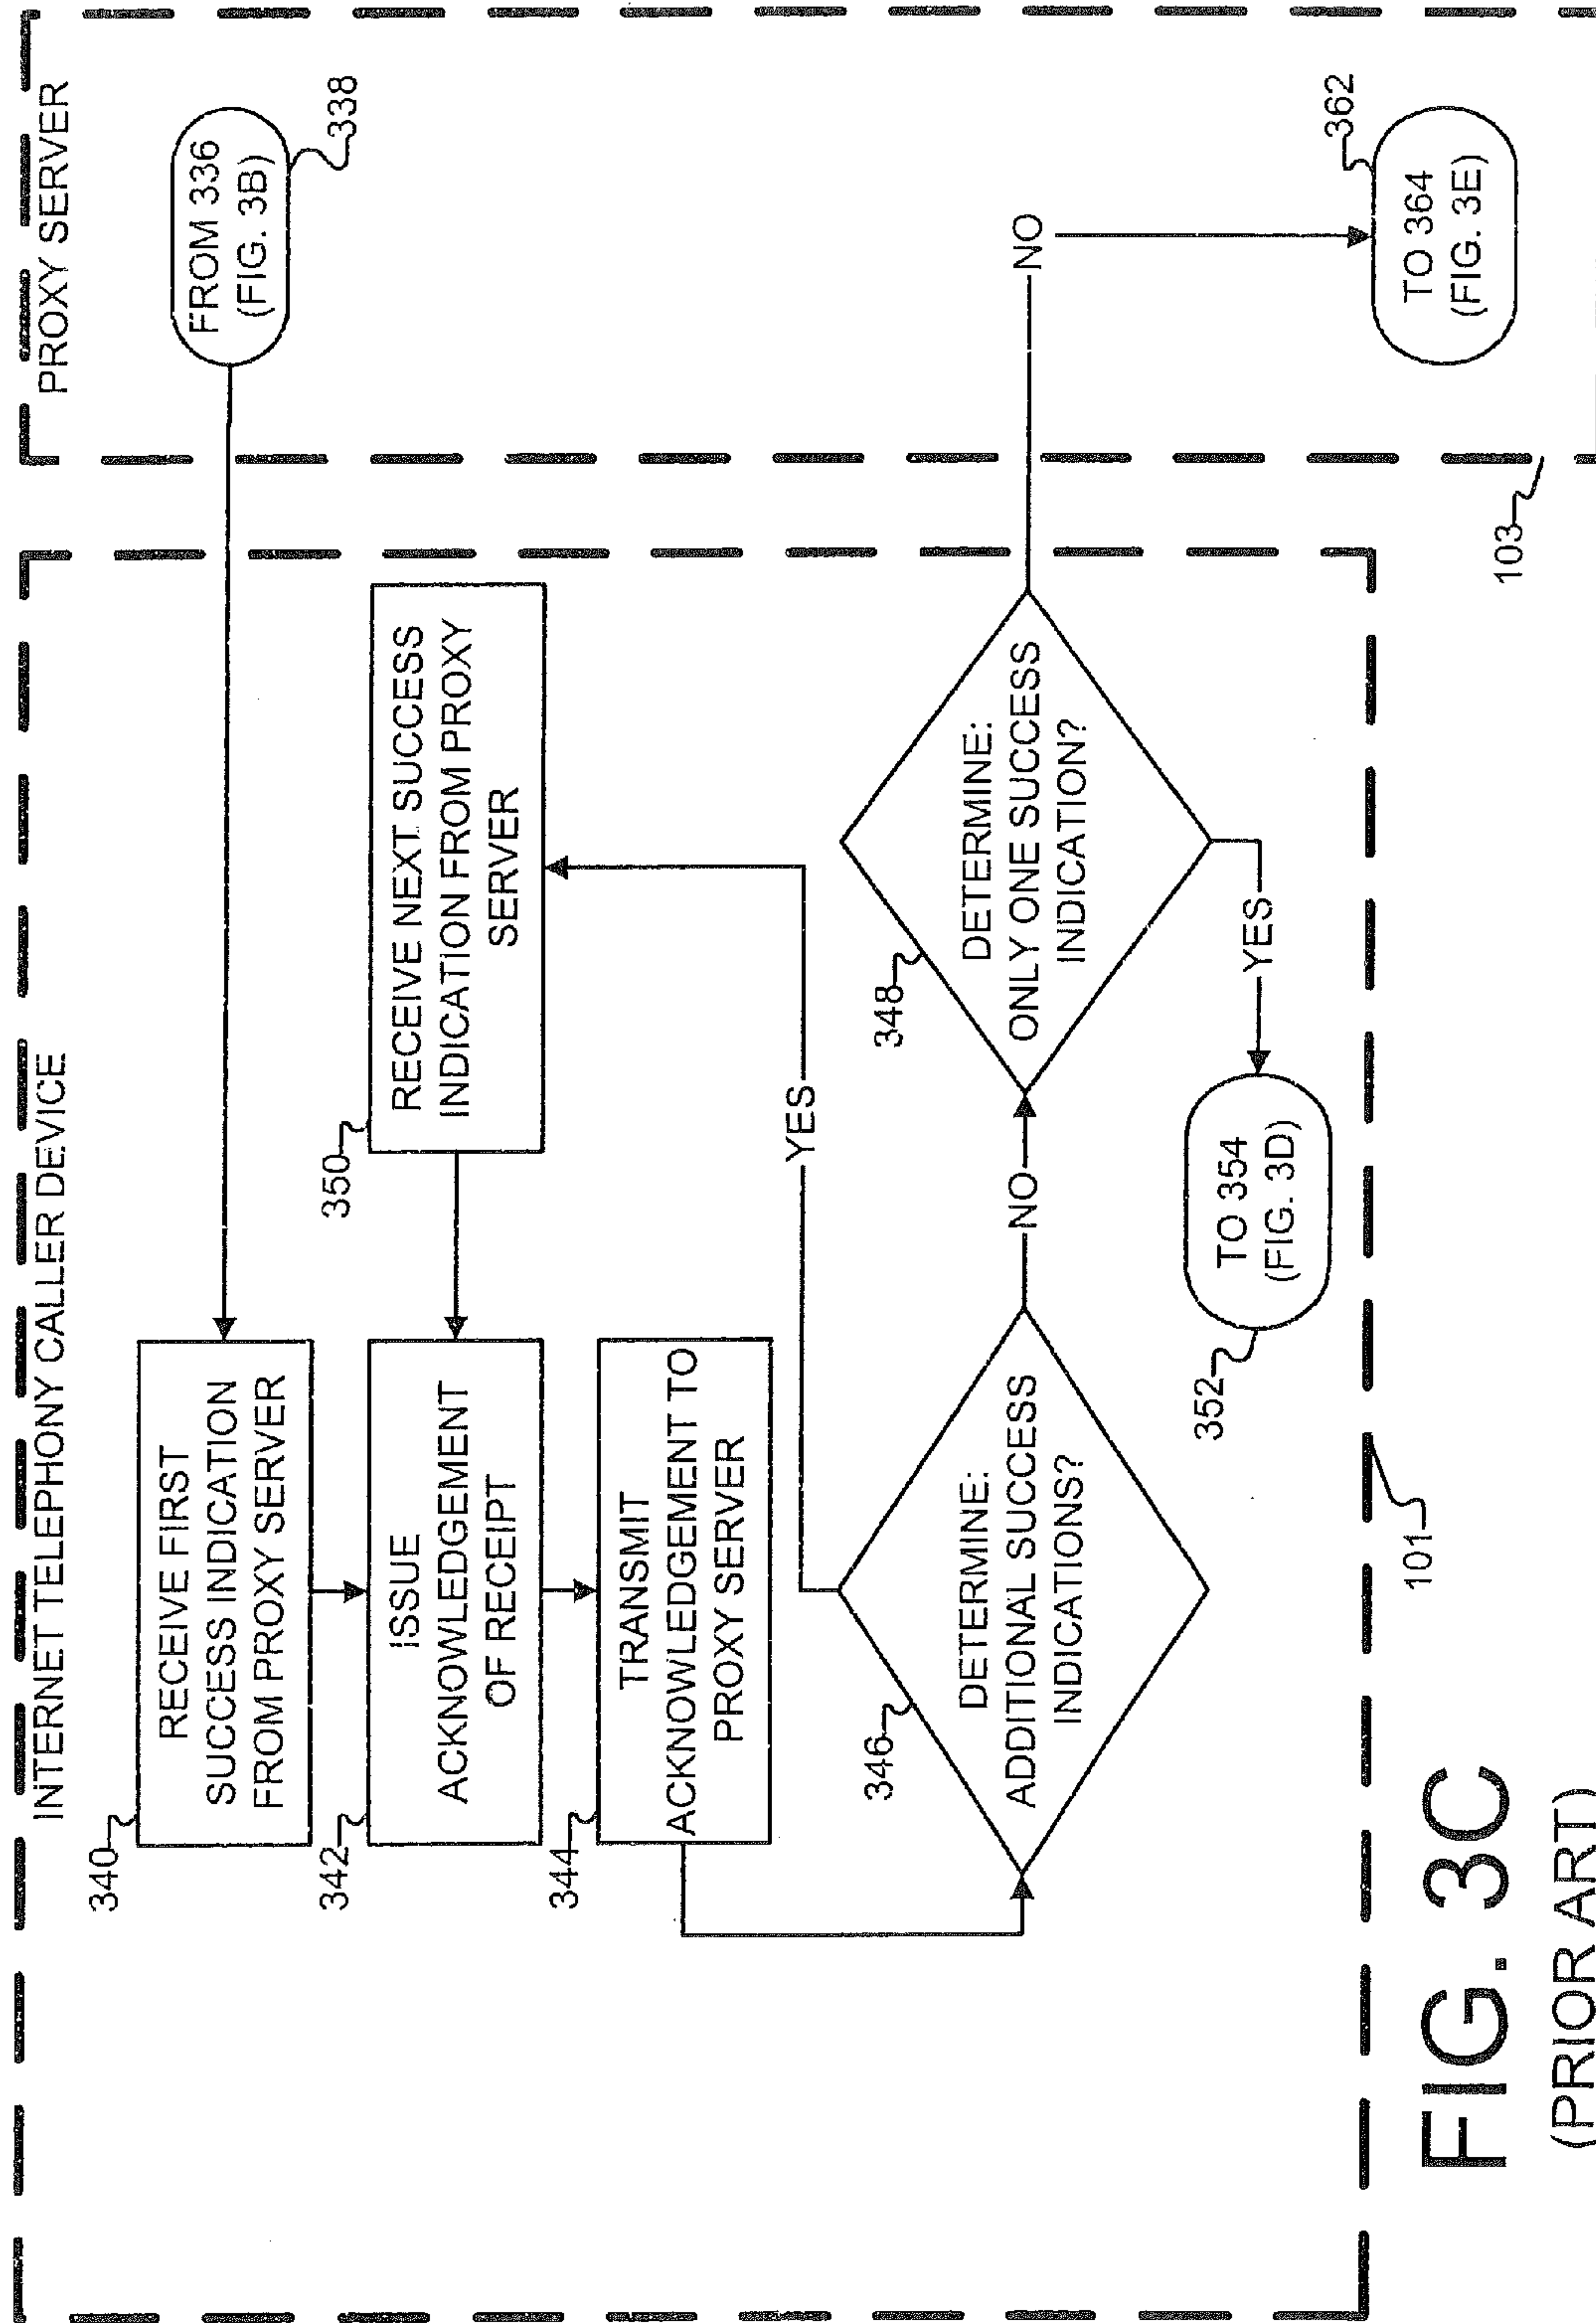 INTERNET TELEPHONY CALLER DEVICE
PROXY SERVER
FROM 336
(FIG. 3B)
338
340
RECEIVE FIRST
SUCCESS INDICATION
FROM PROXY SERVER
342
ISSUE
ACKNOWLEDGMENT
OF RECEIPT
350
RECEIVE NEXT SUCCESS
INDICATION FROM PROXY
SERVER
344
TRANSMIT
ACKNOWLEDGEMENT TO
PROXY SERVER
YES
346
DETERMINE:
ADDITIONAL SUCCESS
INDICATIONS?
NO
348
DETERMINE:
ONLY ONE SUCCESS
INDICATION?
NO
YES
352
TO 354
(FIG. 3D)
362
TO 364
(FIG. 3E)
101
103
FIG. 3C
(PRIOR ART)